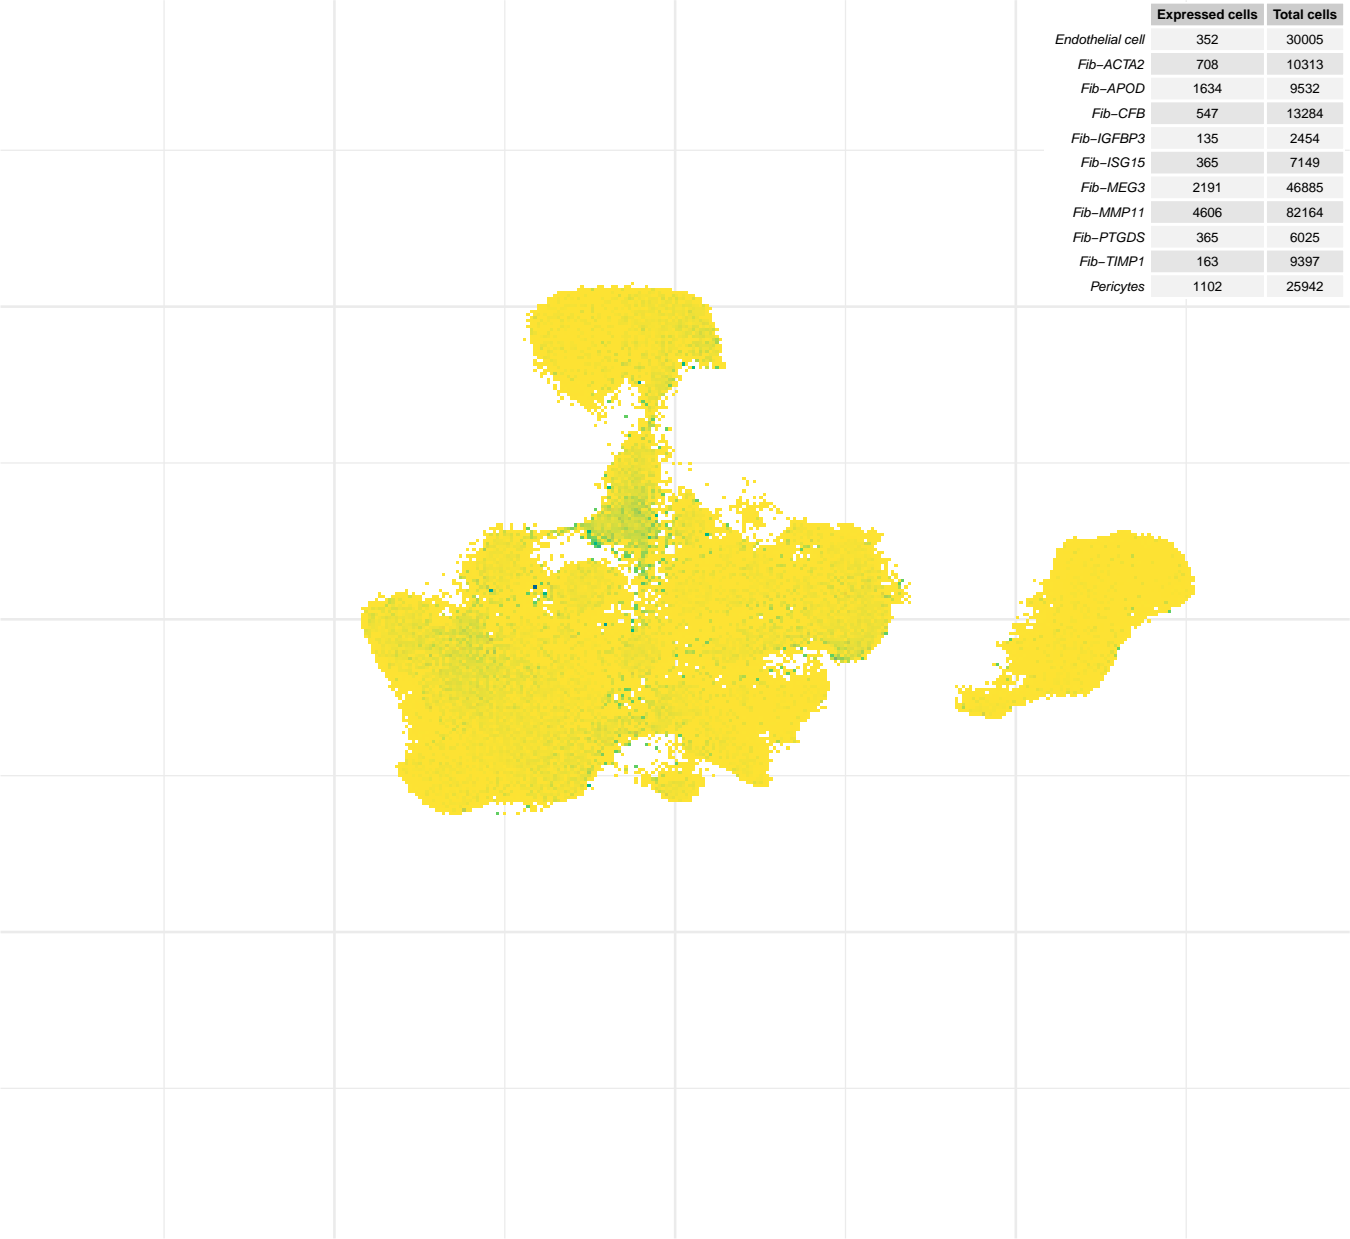 Expressed cells Total cells
Endothelial cell 352 30005
Fib−ACTA2 708 10313
Fib−APOD 1634 9532
Fib−CFB 547 13284
Fib−IGFBP3 135 2454
Fib−ISG15 365 7149
Fib−MEG3 2191 46885
Fib−MMP11 4606 82164
Fib−PTGDS 365 6025
Fib−TIMP1 163 9397
Pericytes 1102 25942